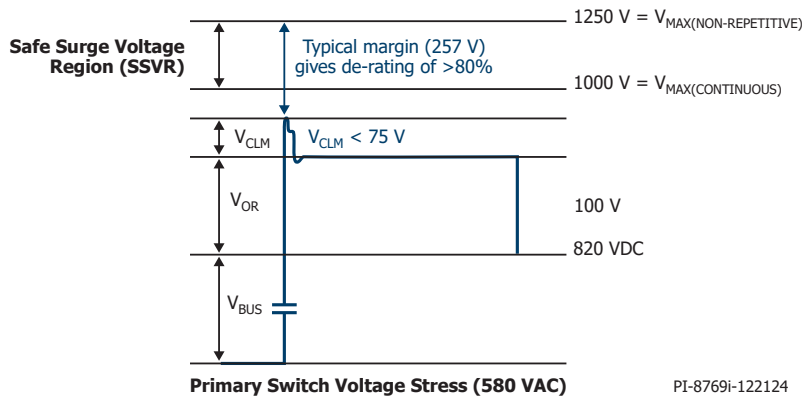 1250 V = VMAX(NON-REPETITIVE)
Safe Surge Voltage
Region (SSVR)
Typical margin (257 V)
gives de-rating of >80%
1000 V = VMAX(CONTINUOUS)
VCLM
VCLM < 75 V
VOR
100 V
820 VDC
VBUS
Primary Switch Voltage Stress (580 VAC)
PI-8769i-122124